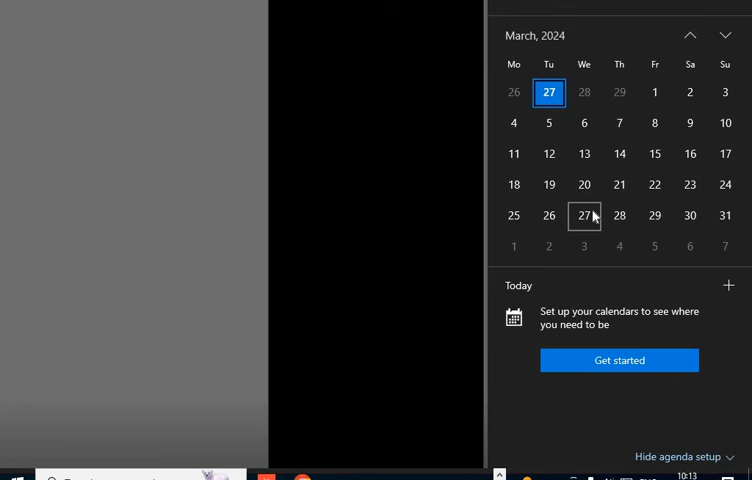 March, 2024
Mo Tu We Th Fr Sa Su
26 27 28 29 1 2 3
4 5 6 7 8 9 10
11 12 13 14 15 16 17
18 19 20 21 22 23 24
25 26 27 28 29 30 31
1 2 3 4 5 6 7
Today
Set up your calendars to see where
you need to be
Get started
Hide agenda setup
10:13